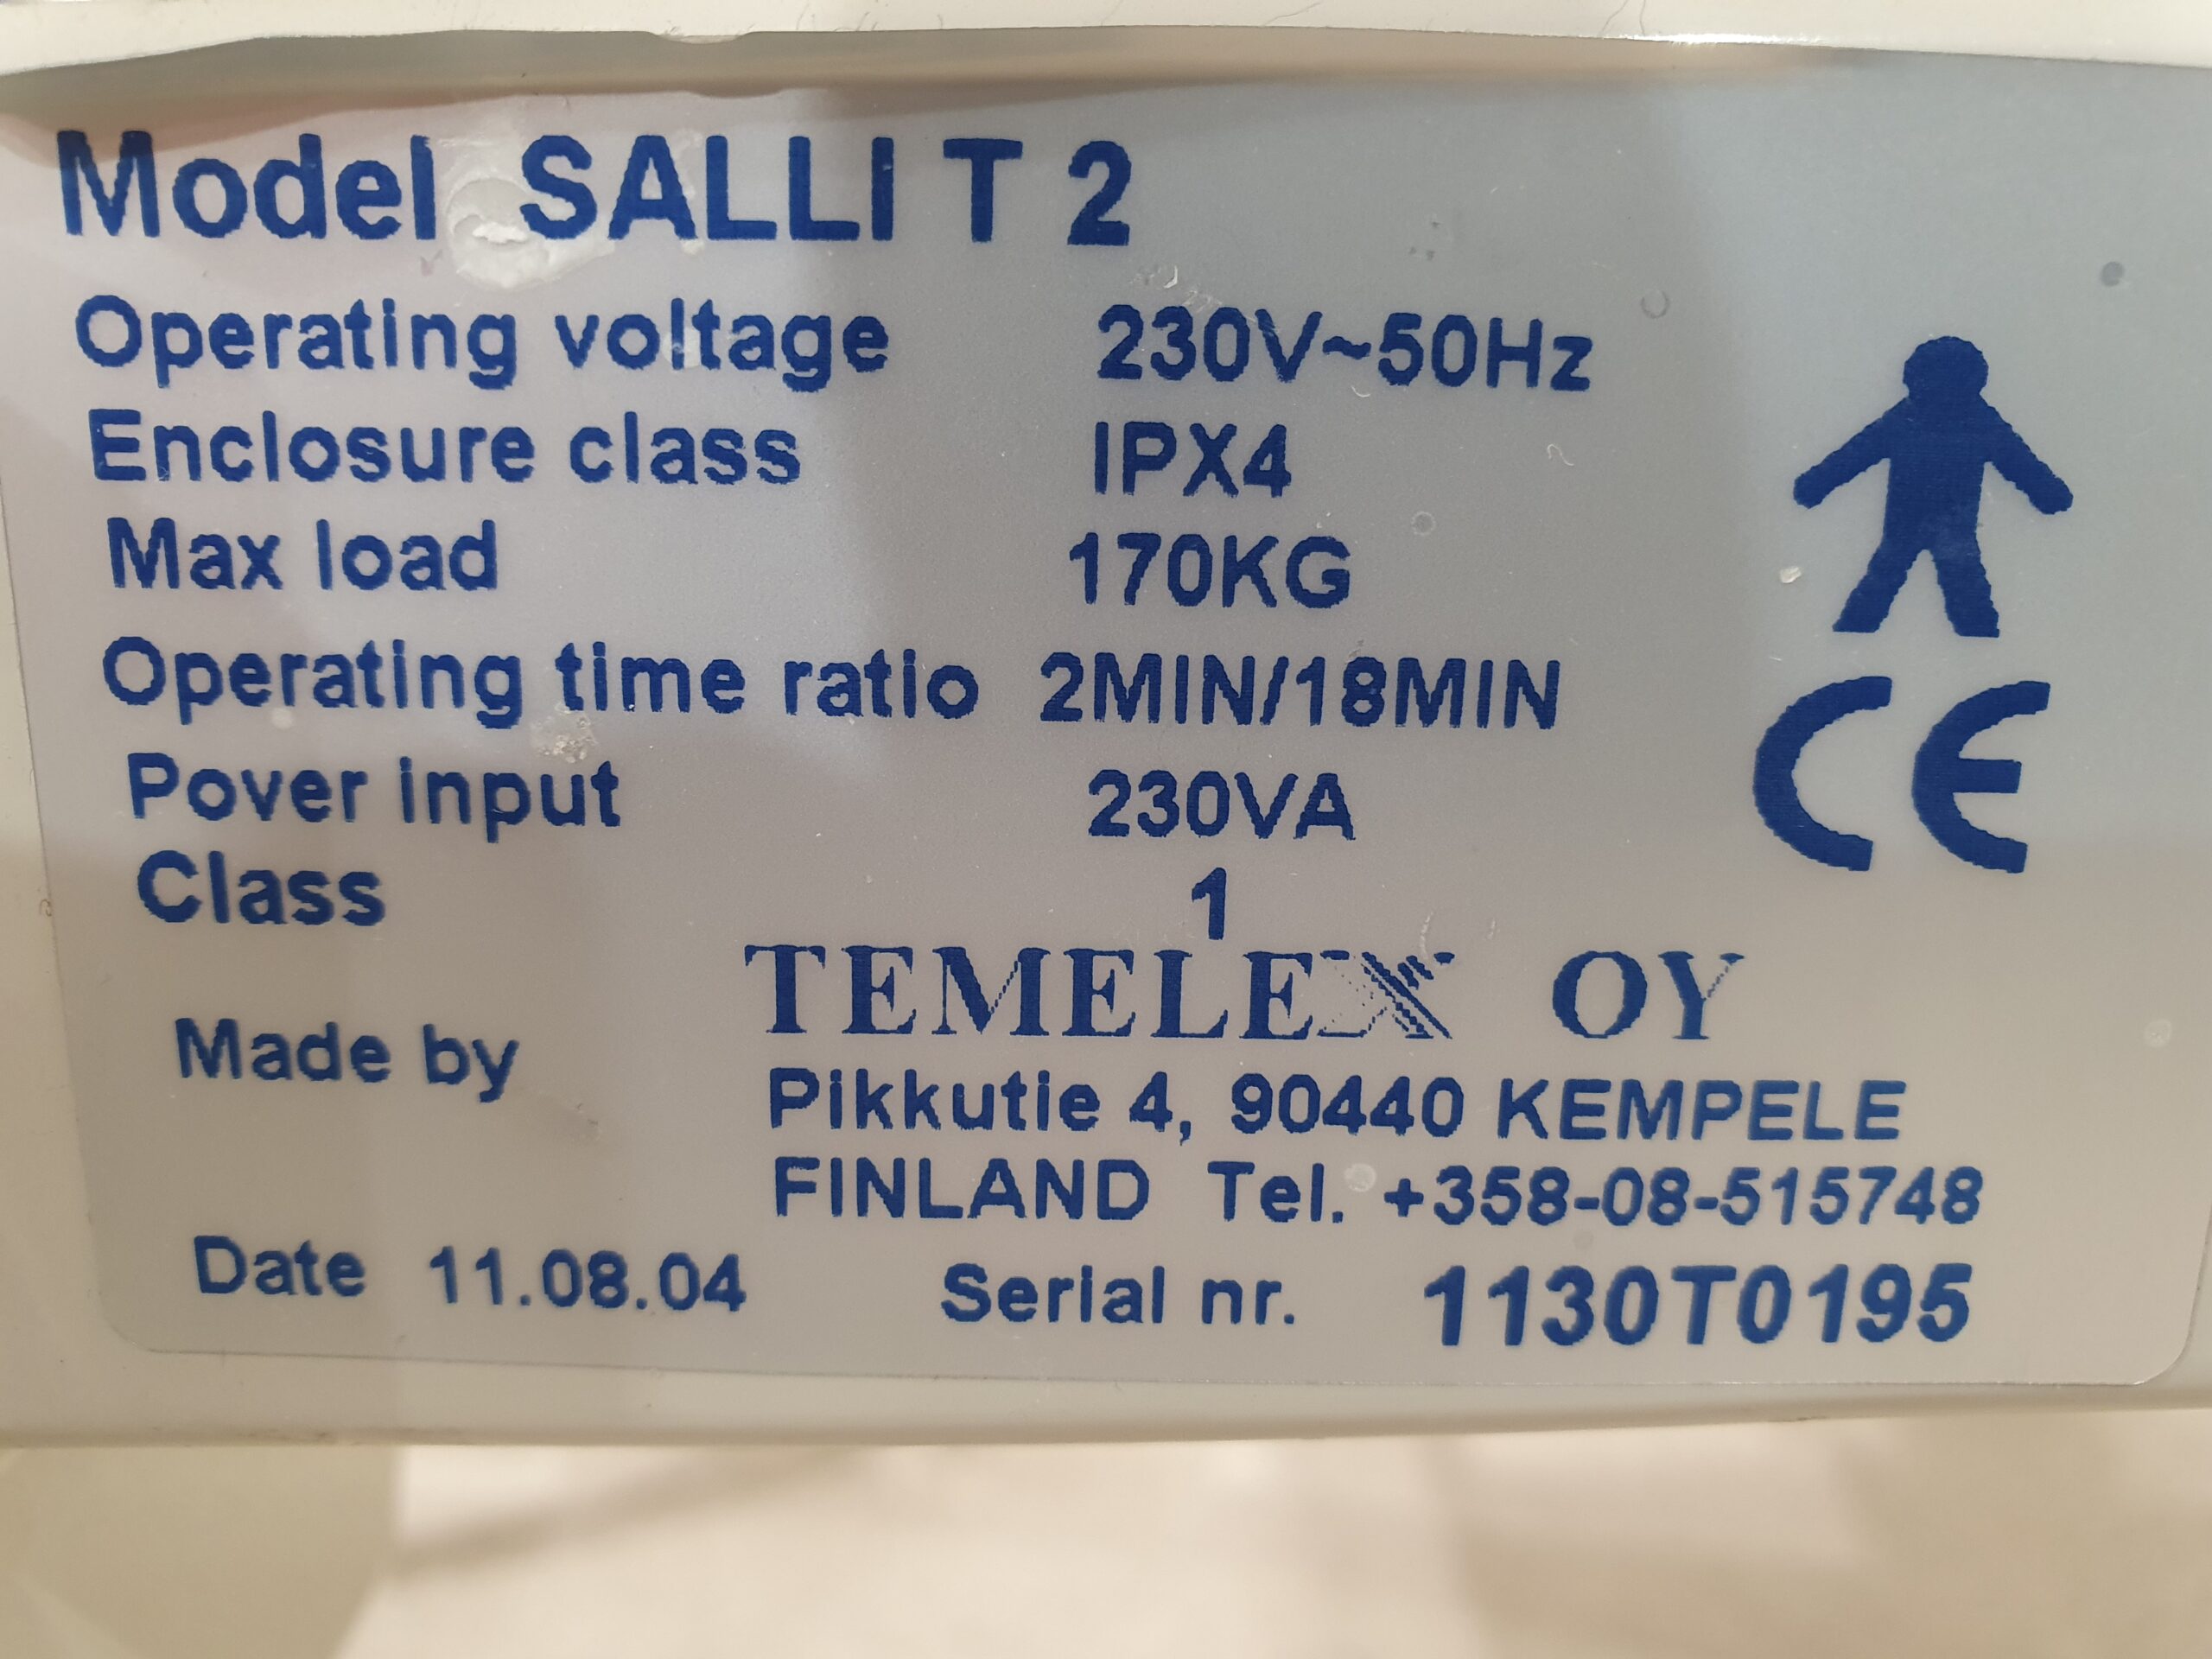 Model SALLI T 2
Operating voltage 230V~50Hz
Enclosure class IPX4
Max load 170KG
Operating time ratio 2MIN/18MIN
Pover input 230VA
Class 1
CE
Made by TEMELEX OY
Pikkutie 4, 90440 KEMPELE
FINLAND Tel. +358-08-515748
Date 11.08.04 Serial nr. 1130T0195